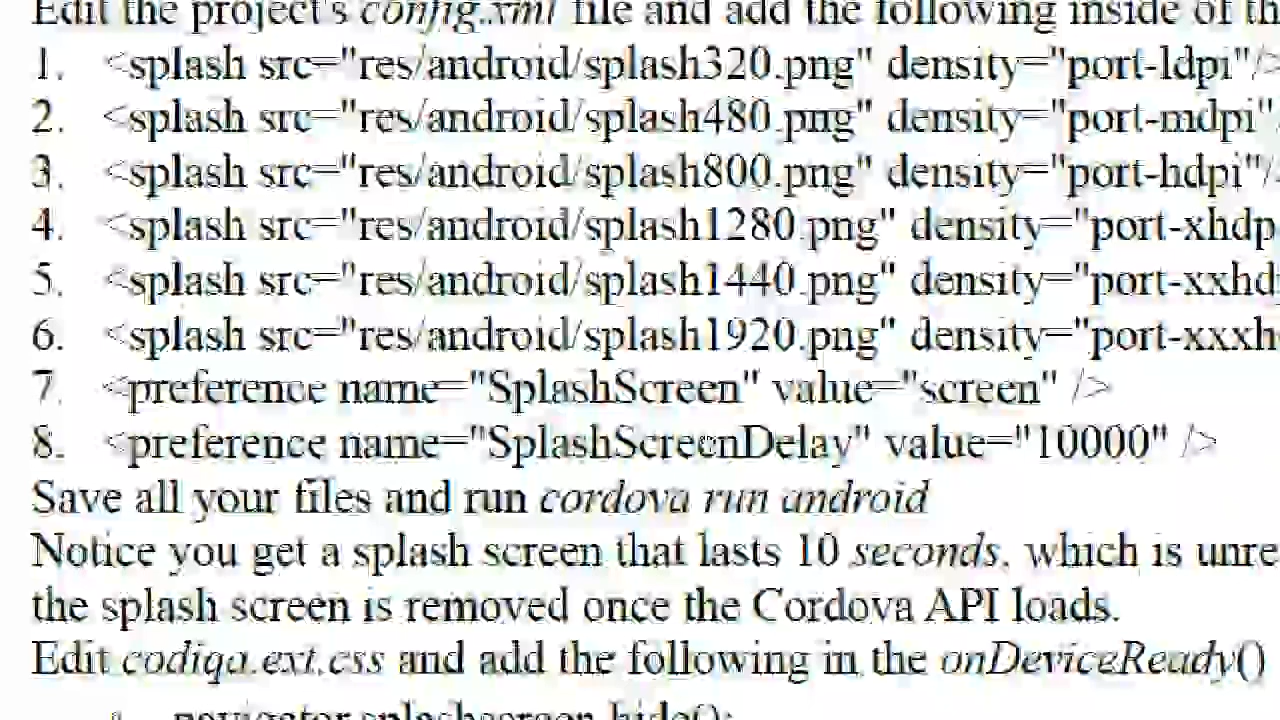 Edit the project's config.xml file and add the following inside of th
1. <splash src="res/android/splash320.png" density="port-ldpi"/>
2. <splash src="res/android/splash480.png" density="port-mdpi"/
3. <splash src="res/android/splash800.png" density="port-hdpi"/
4. <splash src="res/android/splash1280.png" density="port-xhdp
5. <splash src="res/android/splash1440.png" density="port-xxhd
6. <splash src="res/android/splash1920.png" density="port-xxxh
7. <preference name="SplashScreen" value="screen" />
8. <preference name="SplashScreenDelay" value="10000" />
Save all your files and run cordova run android
Notice you get a splash screen that lasts 10 seconds, which is unre
the splash screen is removed once the Cordova API loads.
Edit codiqa.ext.css and add the following in the onDeviceReady()
navigator.splashscreen.hide();